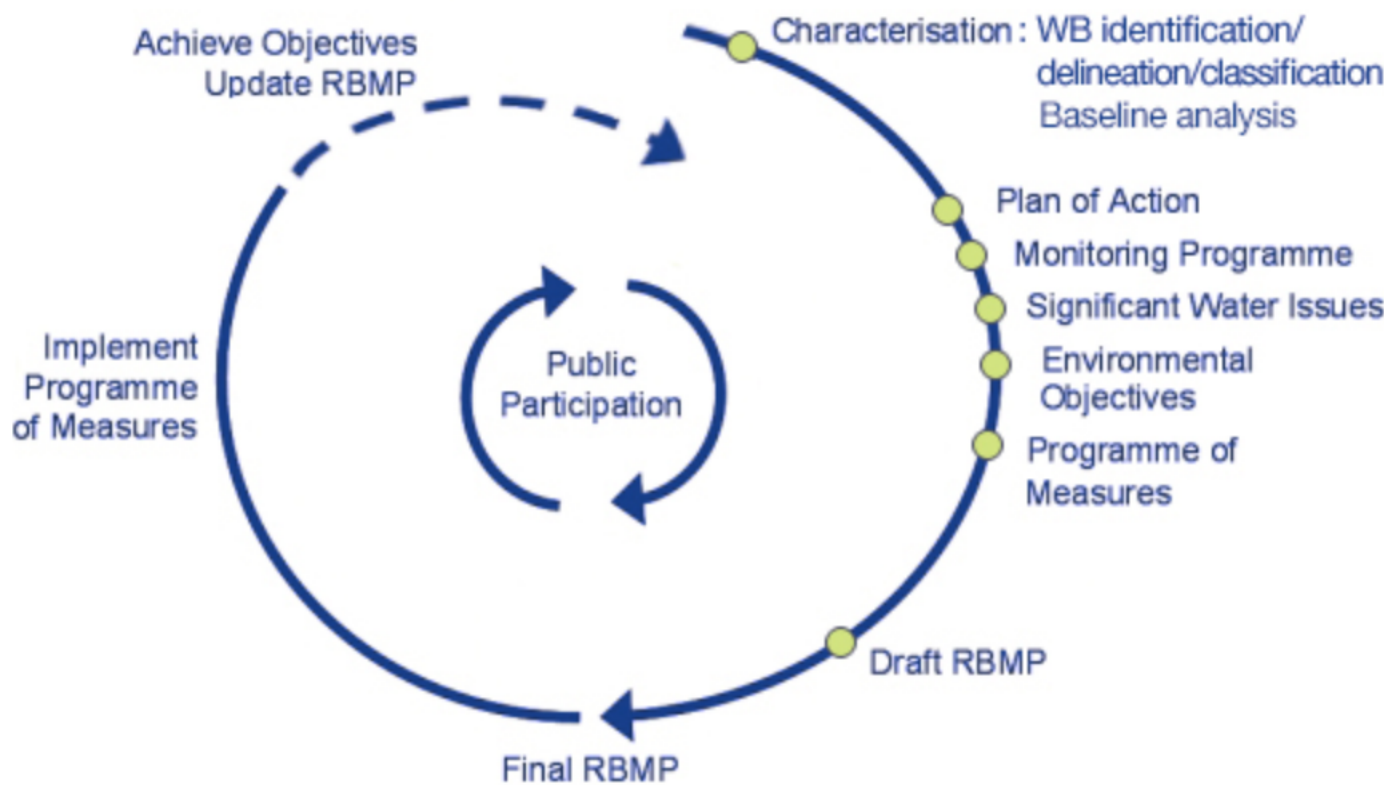 Characterisation : WB identification/
delineation/classification
Baseline analysis
Plan of Action
Monitoring Programme
Significant Water Issues
Environmental
Objectives
Programme of
Measures
Draft RBMP
Final RBMP
Implement
Programme
of Measures
Achieve Objectives
Update RBMP
Public
Participation